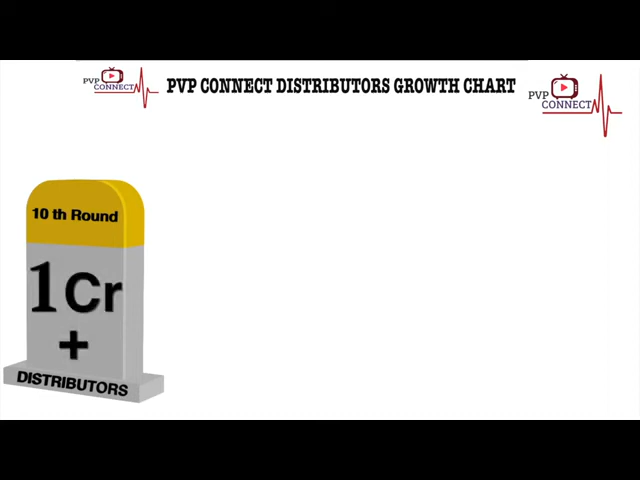 PVP
CONNECT
PVP CONNECT DISTRIBUTORS GROWTH CHART
PVP
CONNECT
10 th Round
1Cr
+
DISTRIBUTORS